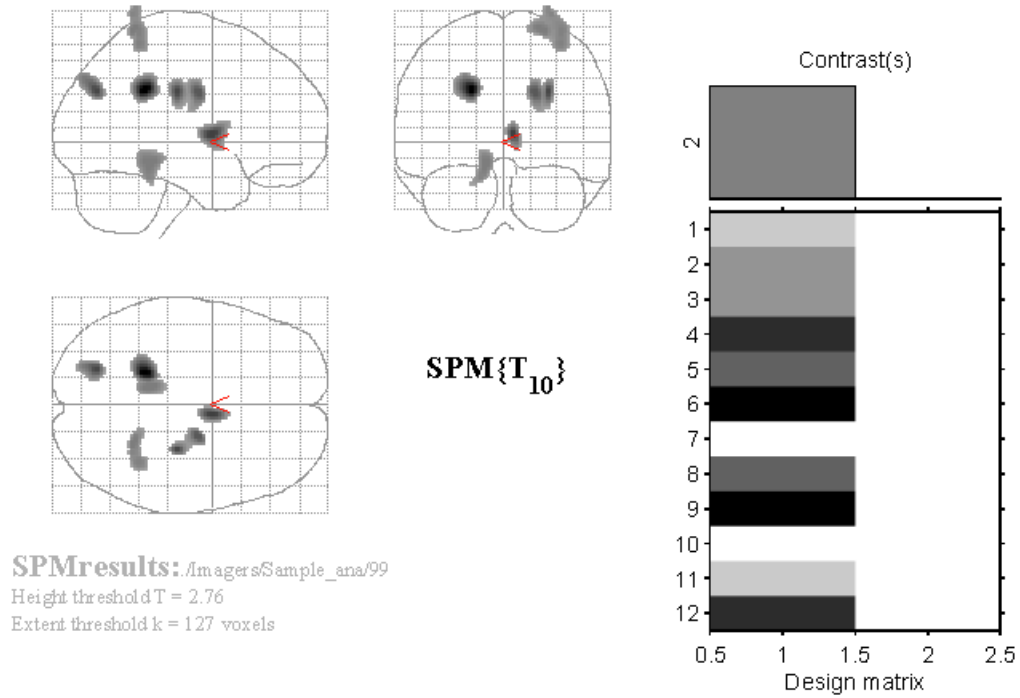 Contrast(s)
2
SPM{T10}
1
2
3
4
5
6
7
8
9
10
11
12
0.5 1 1.5 2 2.5
Design matrix
SPMresults: ./Imagers/Sample_ana/99
Height threshold T = 2.76
Extent threshold k = 127 voxels